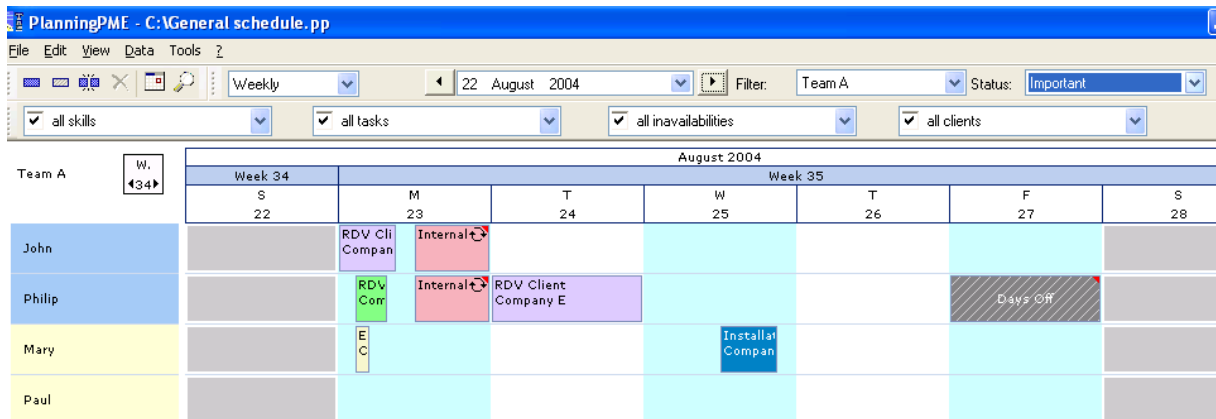 PlanningPME - C:\General schedule.pp
File Edit View Data Tools ?
Weekly 22 August 2004 Filter: Team A Status: Important
all skills all tasks all inavailabilities all clients
Team A W. 34
August 2004
Week 34 Week 35
S M T W T F S
22 23 24 25 26 27 28
John RDV Cli Internal
Compan
Philip RDV Internal RDV Client Days Off
Com Company E
Mary E Installat
C Compan
Paul